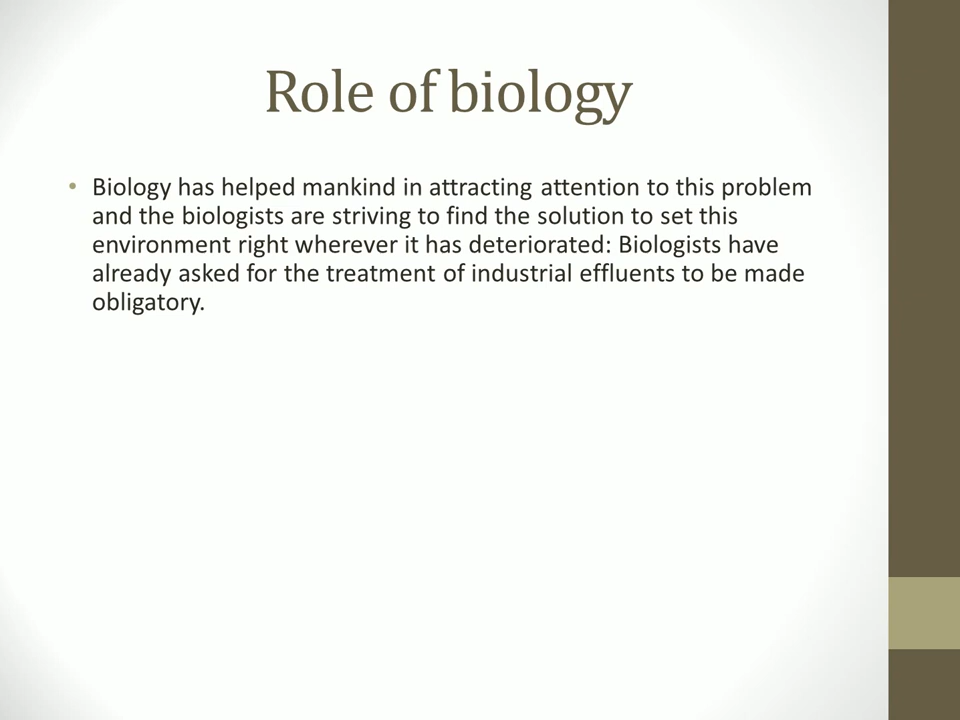 Role of biology
• Biology has helped mankind in attracting attention to this problem
and the biologists are striving to find the solution to set this
environment right wherever it has deteriorated: Biologists have
already asked for the treatment of industrial effluents to be made
obligatory.